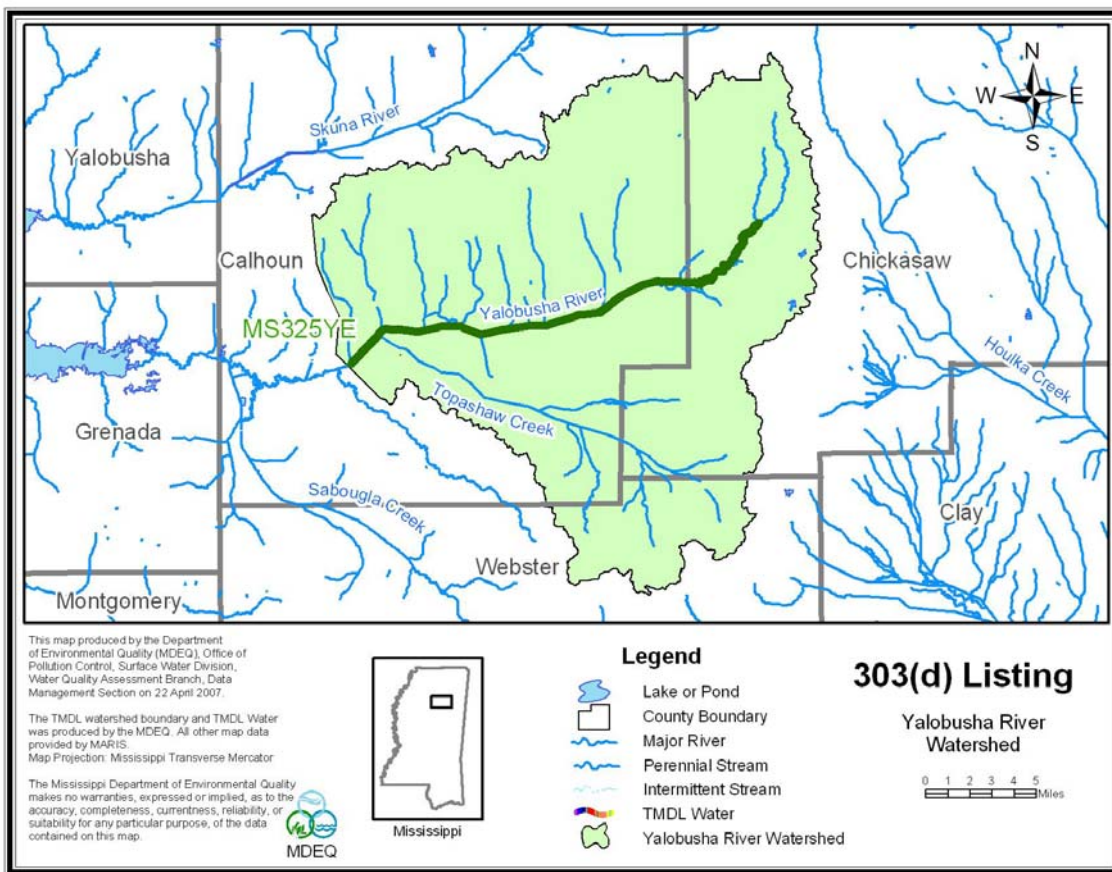 N
W E
S
Skuna River
Yalobusha
Calhoun
Chickasaw
Yalobusha River
MS325YE
Houlka Creek
Topashaw Creek
Grenada
Sabougla Creek
Clay
Webster
Montgomery
This map produced by the Department
of Environmental Quality (MDEQ), Office of
Pollution Control, Surface Water Division,
Water Quality Assessment Branch, Data
Management Section on 22 April 2007.
The TMDL watershed boundary and TMDL Water
was produced by the MDEQ. All other map data
provided by MARIS.
Map Projection: Mississippi Transverse Mercator
The Mississippi Department of Environmental Quality
makes no warranties, expressed or implied, as to the
accuracy, completeness, currentness, reliability, or
suitability for any particular purpose, of the data
contained on this map.
MDEQ
Mississippi
Legend
Lake or Pond
County Boundary
Major River
Perennial Stream
Intermittent Stream
TMDL Water
Yalobusha River Watershed
303(d) Listing
Yalobusha River
Watershed
0 1 2 3 4 5
Miles